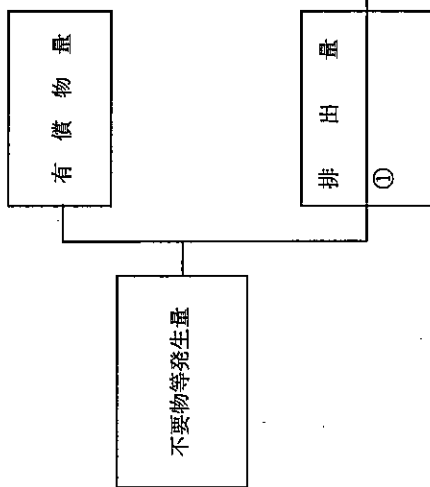 有償物量
排出量
①
不要物等発生量